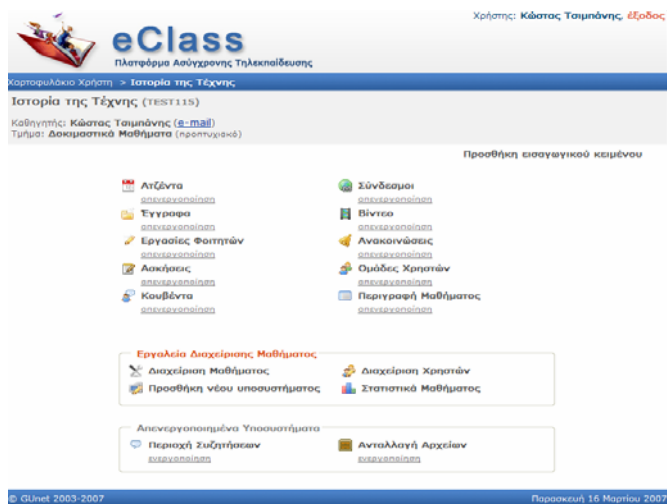 Χρήστης: Κώστας Τσιμπάνης, έξοδος
eClass
Πλατφόρμα Ασύγχρονης Τηλεκπαίδευσης
Χαρτοφυλάκιο Χρήστη > Ιστορία της Τέχνης
Ιστορία της Τέχνης (TEST115)
Καθηγητής: Κώστας Τσιμπάνης (e-mail)
Τμήμα: Δοκιμαστικά Μαθήματα (προπτυχιακό)
Προσθήκη εισαγωγικού κειμένου
Ατζέντα Σύνδεσμοι
απενεργοποίηση απενεργοποίηση
Έγγραφα Βίντεο
απενεργοποίηση απενεργοποίηση
Εργασίες Φοιτητών Ανακοινώσεις
απενεργοποίηση απενεργοποίηση
Ασκήσεις Ομάδες Χρηστών
απενεργοποίηση απενεργοποίηση
Κουβέντα Περιγραφή Μαθήματος
απενεργοποίηση απενεργοποίηση
Εργαλεία Διαχείρισης Μαθήματος
Διαχείριση Μαθήματος Διαχείριση Χρηστών
Προσθήκη νέου υποσυστήματος Στατιστικά Μαθήματος
Απενεργοποιημένα Υποσυστήματα
Περιοχή Συζητήσεων Ανταλλαγή Αρχείων
ενεργοποίηση ενεργοποίηση
© GUnet 2003-2007 Παρασκευή 16 Μαρτίου 2007